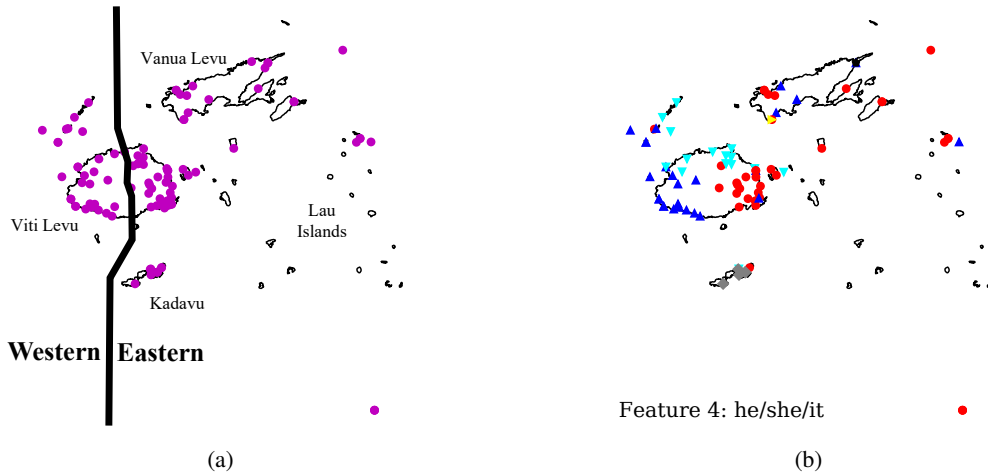 Vanua Levu
Viti Levu
Lau
Islands
Kadavu
Western Eastern
(a)
Feature 4: he/she/it
(b)